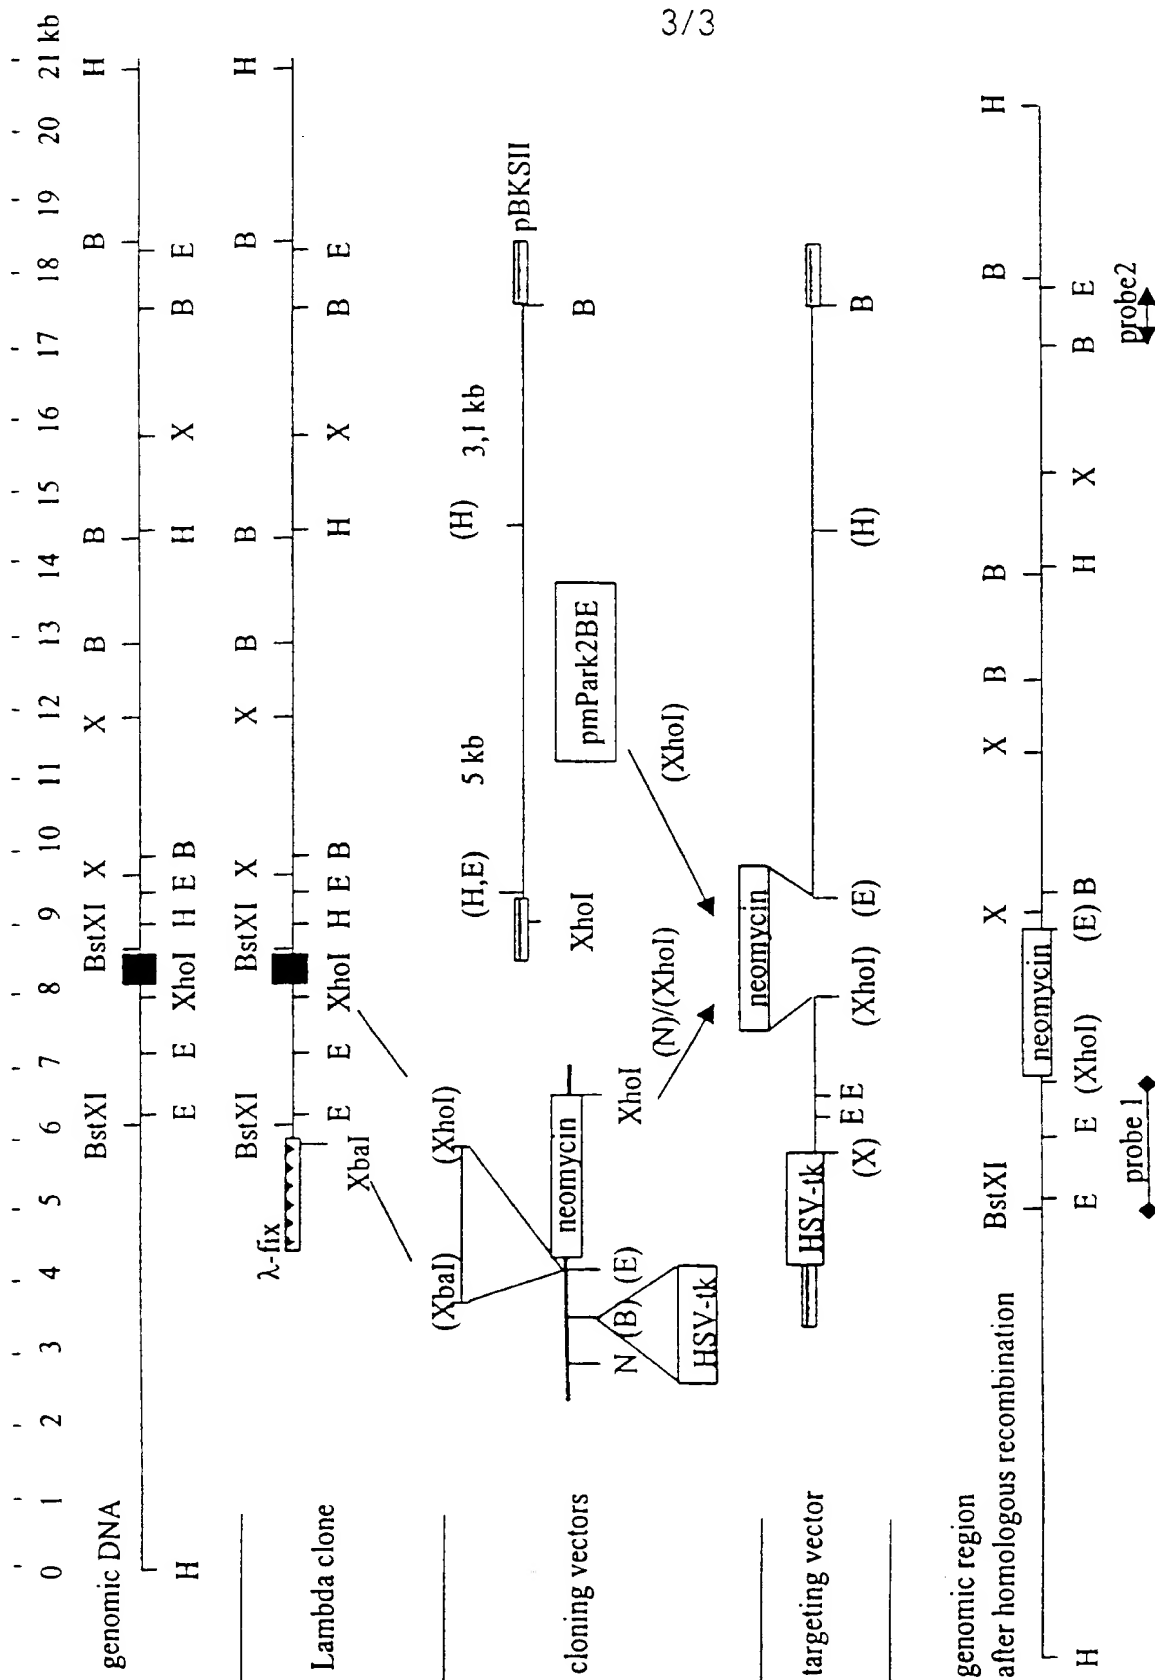 3/3
0 1 2 3 4 5 6 7 8 9 10 11 12 13 14 15 16 17 18 19 20 21 kb
genomic DNA
BstXI BstXI X X B B B
H E E XhoI H E B H X B E H
Lambda clone
λ-fix
BstXI BstXI X X B B B H
XbaI E E XhoI H E B H X B E
cloning vectors
(XbaI) (XhoI)
(H,E) 5 kb (H) 3,1 kb pBKSII
neomycin
XhoI B
N (B) (E) XhoI
HSV-tk
pmPark2BE
(N)/(XhoI) (XhoI)
targeting vector
neomycin
HSV-tk
(X) E E (XhoI) (E) (H) B
genomic region
after homologous recombination
BstXI X X B B B H
neomycin
H E E (XhoI) (E) B H X B E
probe 1 probe2